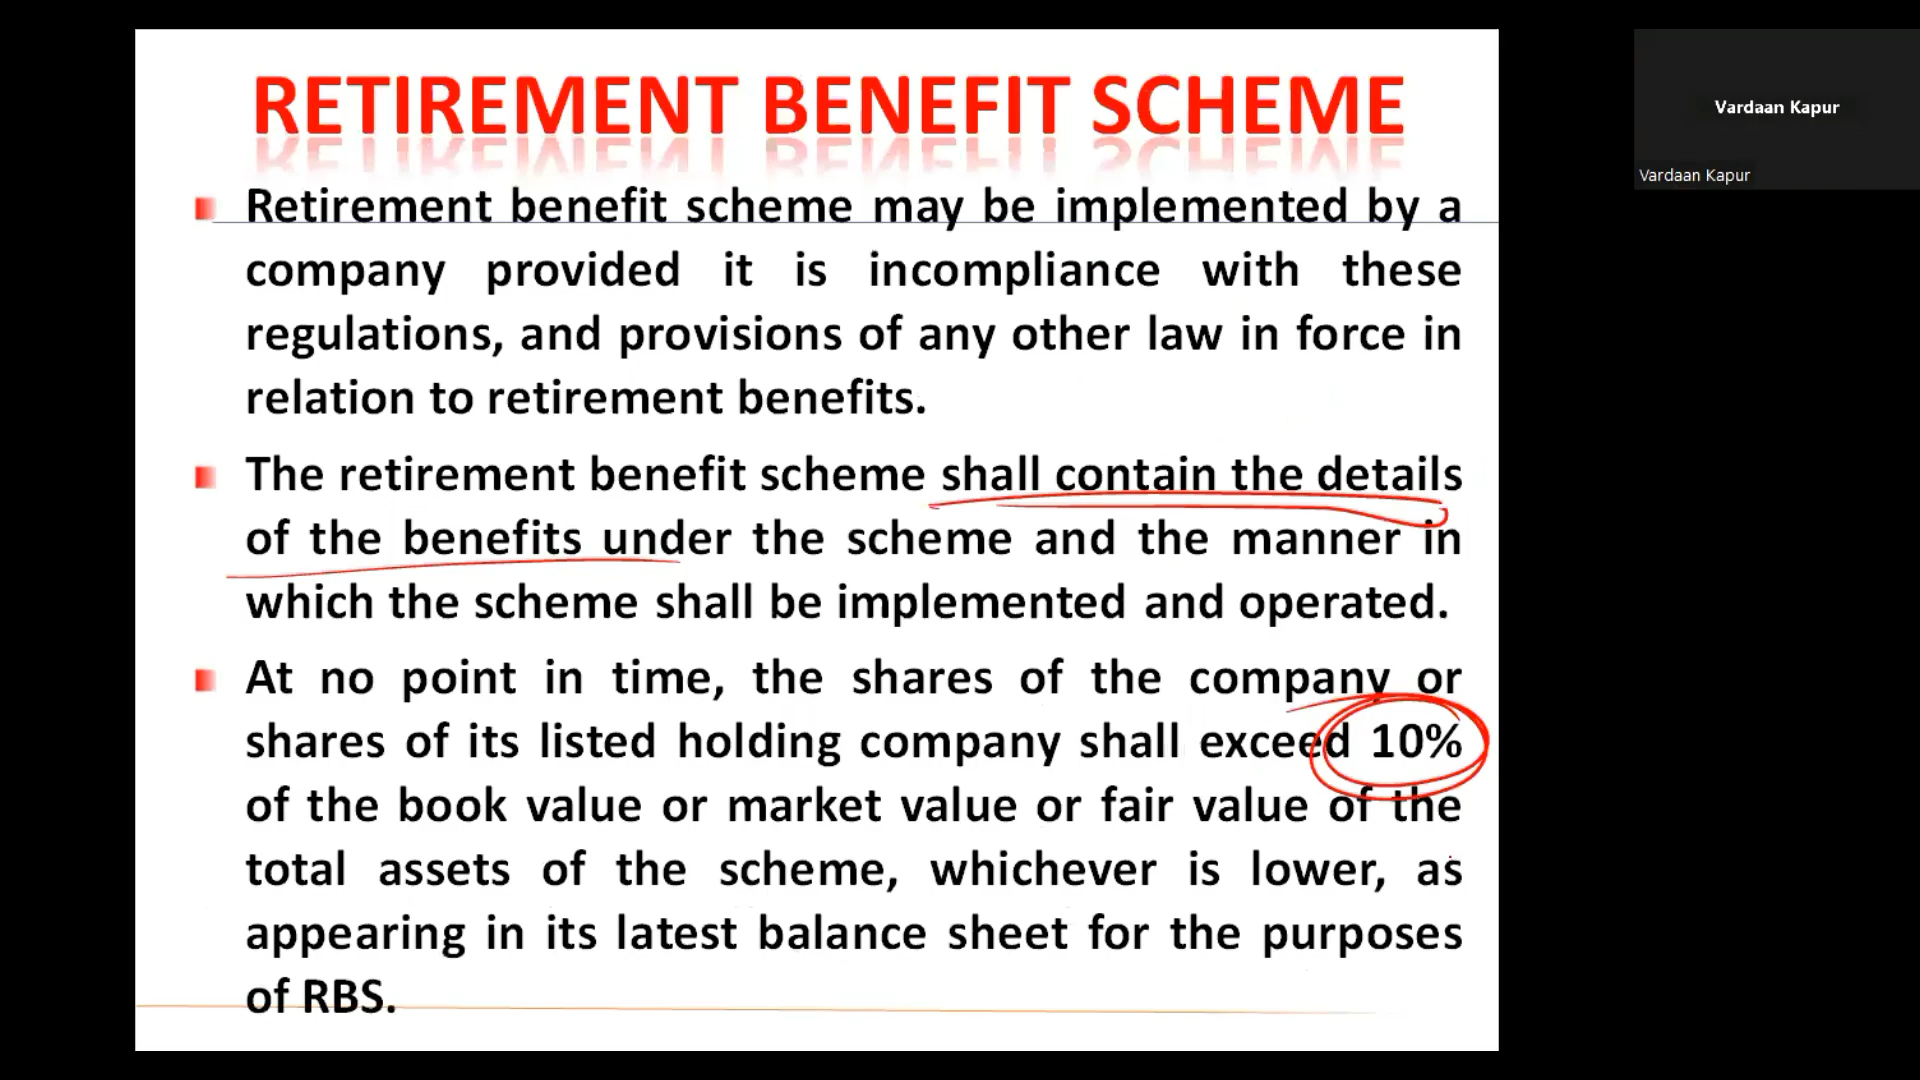 RETIREMENT BENEFIT SCHEME
Retirement benefit scheme may be implemented by a
company provided it is incompliance with these
regulations, and provisions of any other law in force in
relation to retirement benefits.
The retirement benefit scheme shall contain the details
of the benefits under the scheme and the manner in
which the scheme shall be implemented and operated.
At no point in time, the shares of the company or
shares of its listed holding company shall exceed 10%
of the book value or market value or fair value of the
total assets of the scheme, whichever is lower, as
appearing in its latest balance sheet for the purposes
of RBS.
Vardaan Kapur
Vardaan Kapur